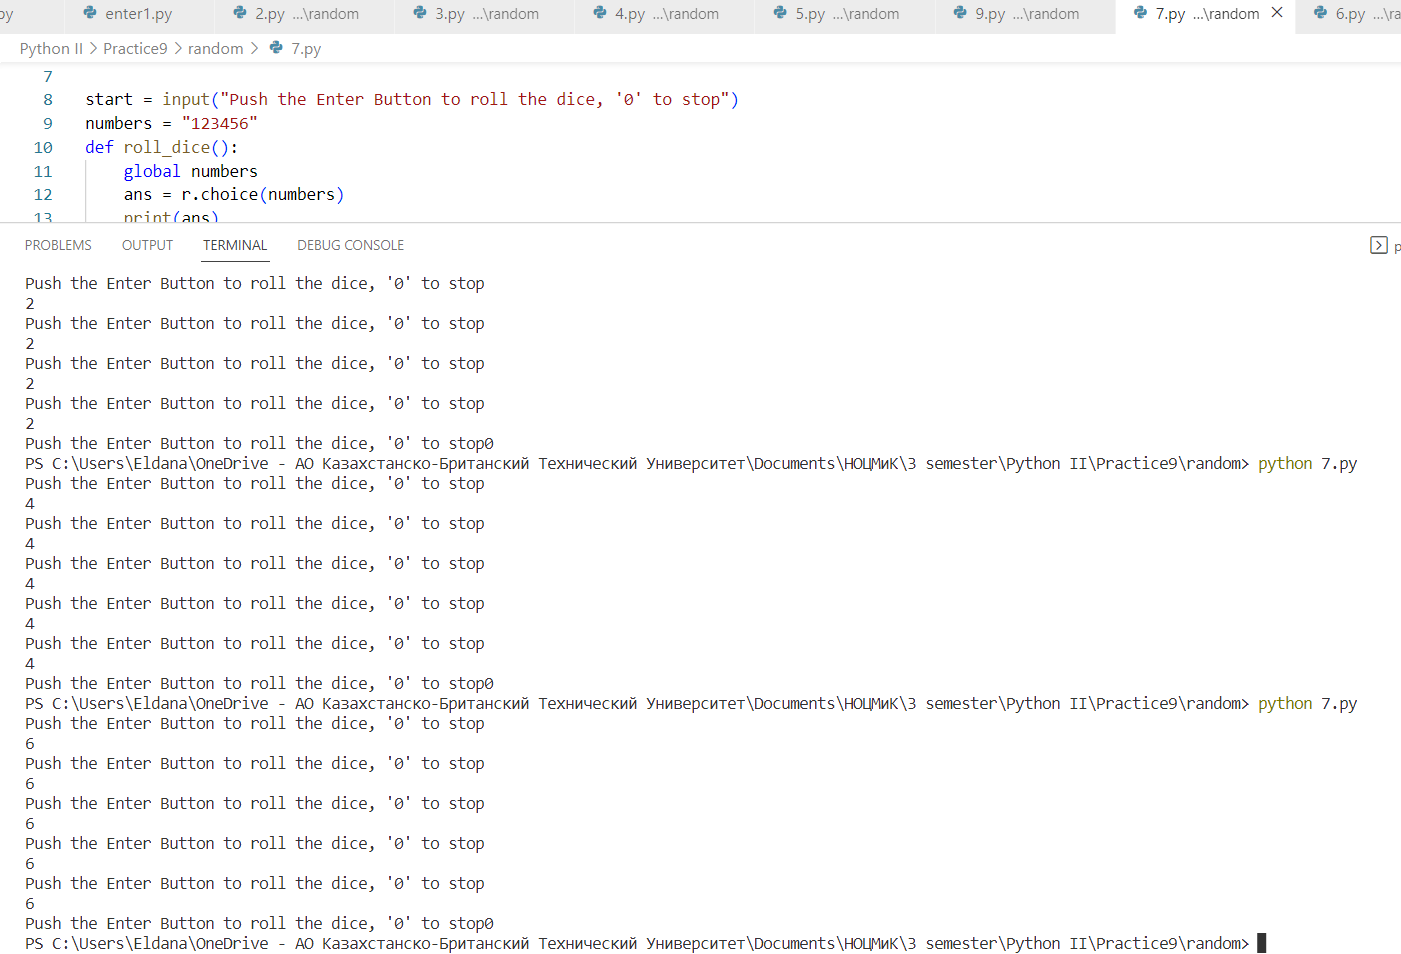 py enter1.py 2.py ...\random 3.py ...\random 4.py ...\random 5.py ...\random 9.py ...\random 7.py ...\random 6.py ...\ra
Python II > Practice9 > random > 7.py
7
8 start = input("Push the Enter Button to roll the dice, '0' to stop")
9 numbers = "123456"
10 def roll_dice():
11 global numbers
12 ans = r.choice(numbers)
13 print(ans)
PROBLEMS OUTPUT TERMINAL DEBUG CONSOLE p
Push the Enter Button to roll the dice, '0' to stop
2
Push the Enter Button to roll the dice, '0' to stop
2
Push the Enter Button to roll the dice, '0' to stop
2
Push the Enter Button to roll the dice, '0' to stop
2
Push the Enter Button to roll the dice, '0' to stop0
PS C:\Users\Eldana\OneDrive - АО Казахстанско-Британский Технический Университет\Documents\НОЦМиК\3 semester\Python II\Practice9\random> python 7.py
Push the Enter Button to roll the dice, '0' to stop
4
Push the Enter Button to roll the dice, '0' to stop
4
Push the Enter Button to roll the dice, '0' to stop
4
Push the Enter Button to roll the dice, '0' to stop
4
Push the Enter Button to roll the dice, '0' to stop
4
Push the Enter Button to roll the dice, '0' to stop0
PS C:\Users\Eldana\OneDrive - АО Казахстанско-Британский Технический Университет\Documents\НОЦМиК\3 semester\Python II\Practice9\random> python 7.py
Push the Enter Button to roll the dice, '0' to stop
6
Push the Enter Button to roll the dice, '0' to stop
6
Push the Enter Button to roll the dice, '0' to stop
6
Push the Enter Button to roll the dice, '0' to stop
6
Push the Enter Button to roll the dice, '0' to stop
6
Push the Enter Button to roll the dice, '0' to stop0
PS C:\Users\Eldana\OneDrive - АО Казахстанско-Британский Технический Университет\Documents\НОЦМиК\3 semester\Python II\Practice9\random>